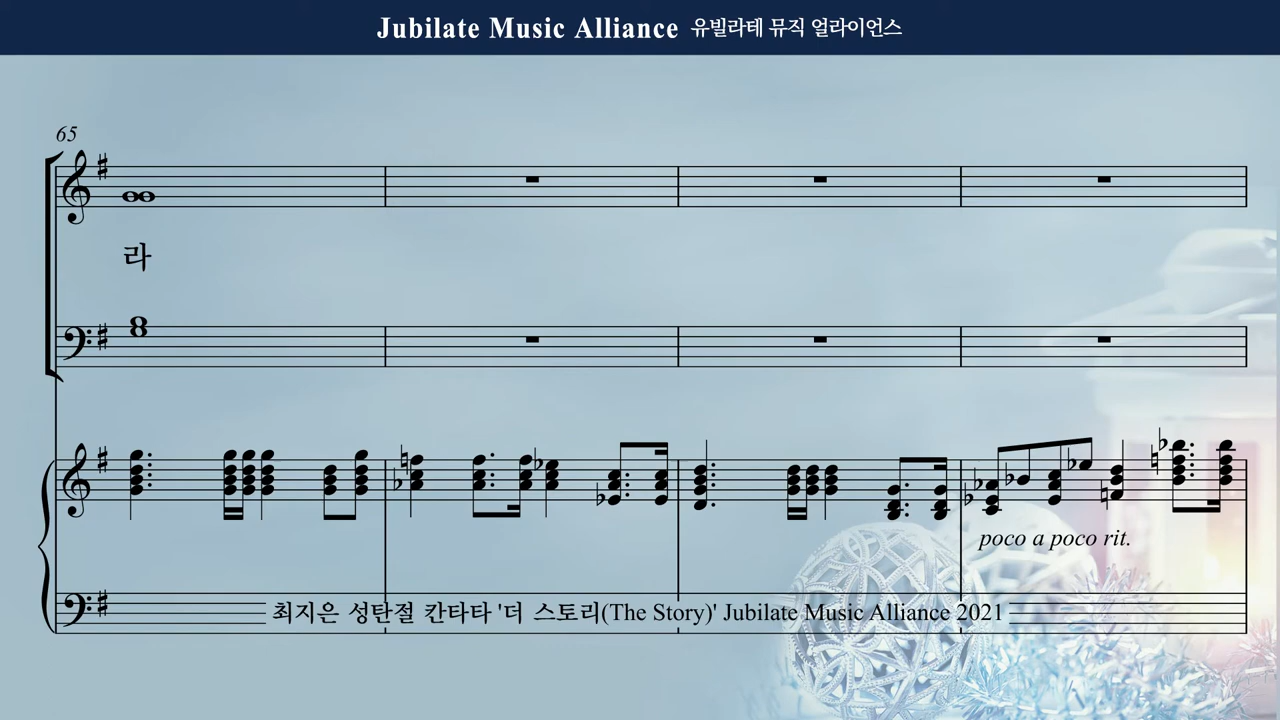 Jubilate Music Alliance 유빌라테 뮤직 얼라이언스
65
라
poco a poco rit.
최지은 성탄절 칸타타 '더 스토리(The Story)' Jubilate Music Alliance 2021